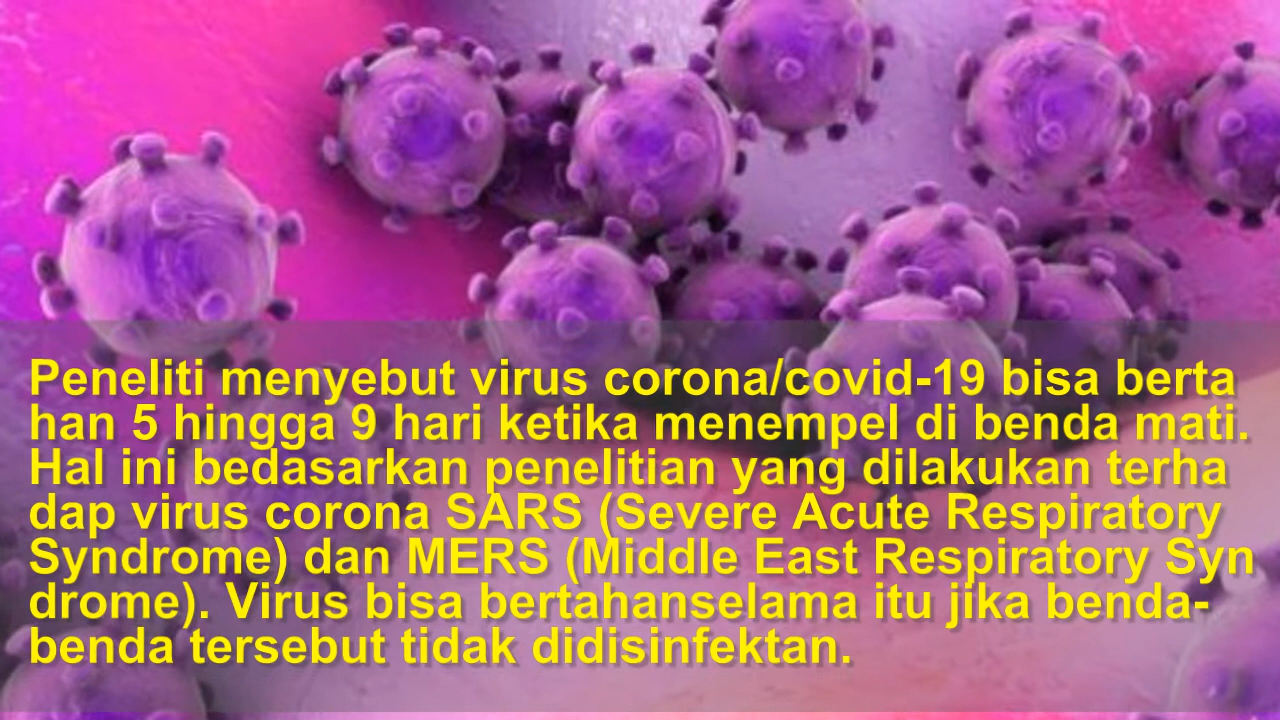 Peneliti menyebut virus corona/covid-19 bisa berta
han 5 hingga 9 hari ketika menempel di benda mati.
Hal ini bedasarkan penelitian yang dilakukan terha
dap virus corona SARS (Severe Acute Respiratory
Syndrome) dan MERS (Middle East Respiratory Syn
drome). Virus bisa bertahanselama itu jika benda-
benda tersebut tidak didisinfektan.